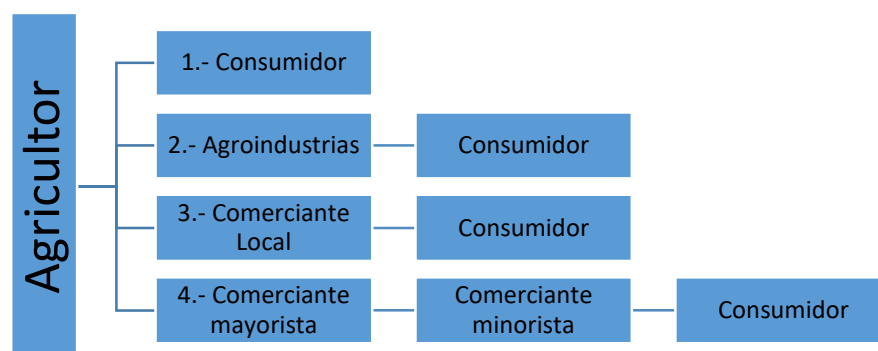 Agricultor
1.- Consumidor
2.- Agroindustrias
Consumidor
3.- Comerciante
Local
Consumidor
4.- Comerciante
mayorista
Comerciante
minorista
Consumidor